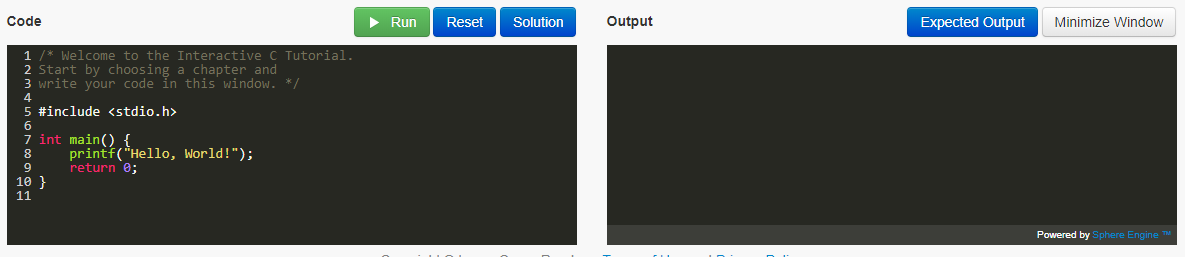 Code
Run
Reset
Solution
1 /* Welcome to the Interactive C Tutorial.
2 Start by choosing a chapter and
3 write your code in this window. */
4
5 #include <stdio.h>
6
7 int main() {
8     printf("Hello, World!");
9     return 0;
10 }
11
Output
Expected Output
Minimize Window
Powered by Sphere Engine ™